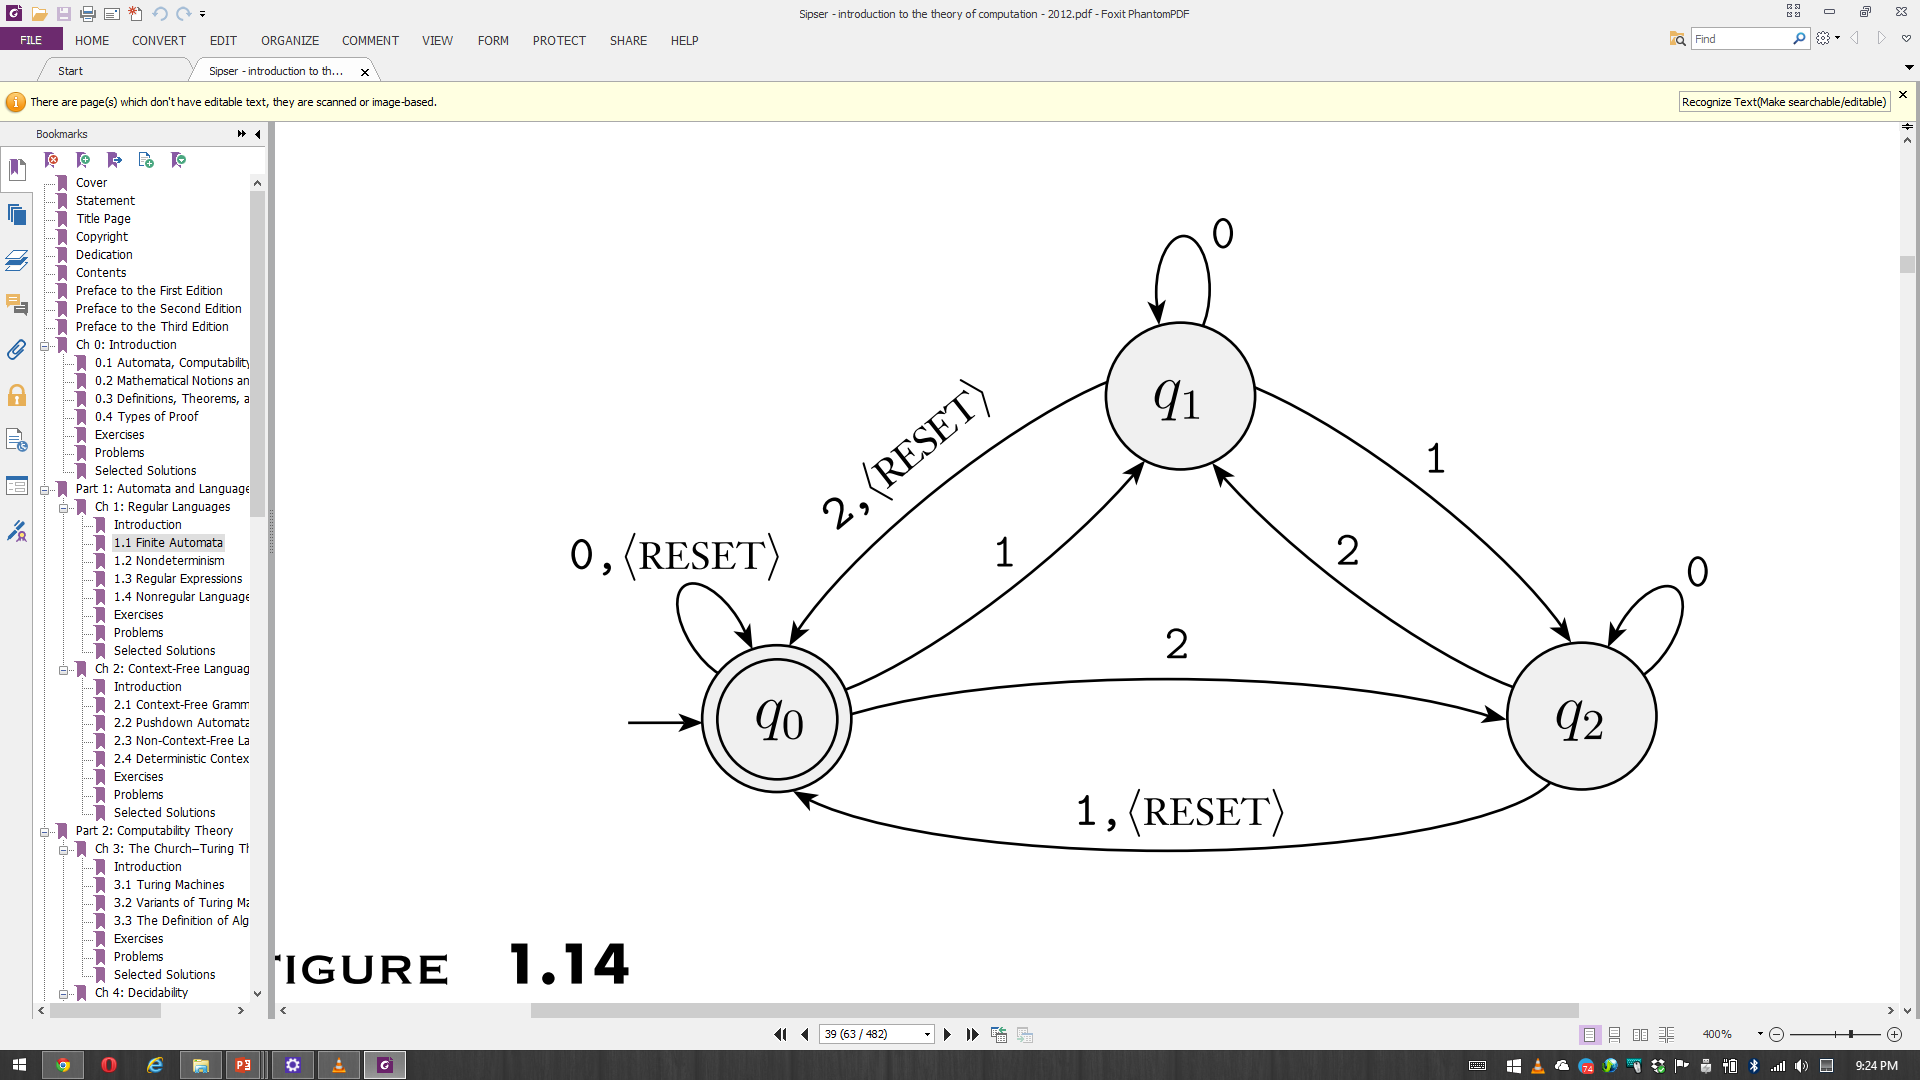 Sipser - introduction to the theory of computation - 2012.pdf - Foxit PhantomPDF
FILE HOME CONVERT EDIT ORGANIZE COMMENT VIEW FORM PROTECT SHARE HELP
Find
Start
Sipser - introduction to th...
There are page(s) which don't have editable text, they are scanned or image-based.
Recognize Text(Make searchable/editable)
Bookmarks
Cover
Statement
Title Page
Copyright
Dedication
Contents
Preface to the First Edition
Preface to the Second Edition
Preface to the Third Edition
Ch 0: Introduction
0.1 Automata, Computability
0.2 Mathematical Notions an
0.3 Definitions, Theorems, a
0.4 Types of Proof
Exercises
Problems
Selected Solutions
Part 1: Automata and Language
Ch 1: Regular Languages
Introduction
1.1 Finite Automata
1.2 Nondeterminism
1.3 Regular Expressions
1.4 Nonregular Language
Exercises
Problems
Selected Solutions
Ch 2: Context-Free Languag
Introduction
2.1 Context-Free Gramm
2.2 Pushdown Automata
2.3 Non-Context-Free La
2.4 Deterministic Contex
Exercises
Problems
Selected Solutions
Part 2: Computability Theory
Ch 3: The Church–Turing Th
Introduction
3.1 Turing Machines
3.2 Variants of Turing Ma
3.3 The Definition of Alg
Exercises
Problems
Selected Solutions
Ch 4: Decidability
0
q1
2,⟨RESET⟩
1
1
2
0,⟨RESET⟩
0
2
q0
q2
1,⟨RESET⟩
FIGURE 1.14
39 (63 / 482)
400%
74
9:24 PM